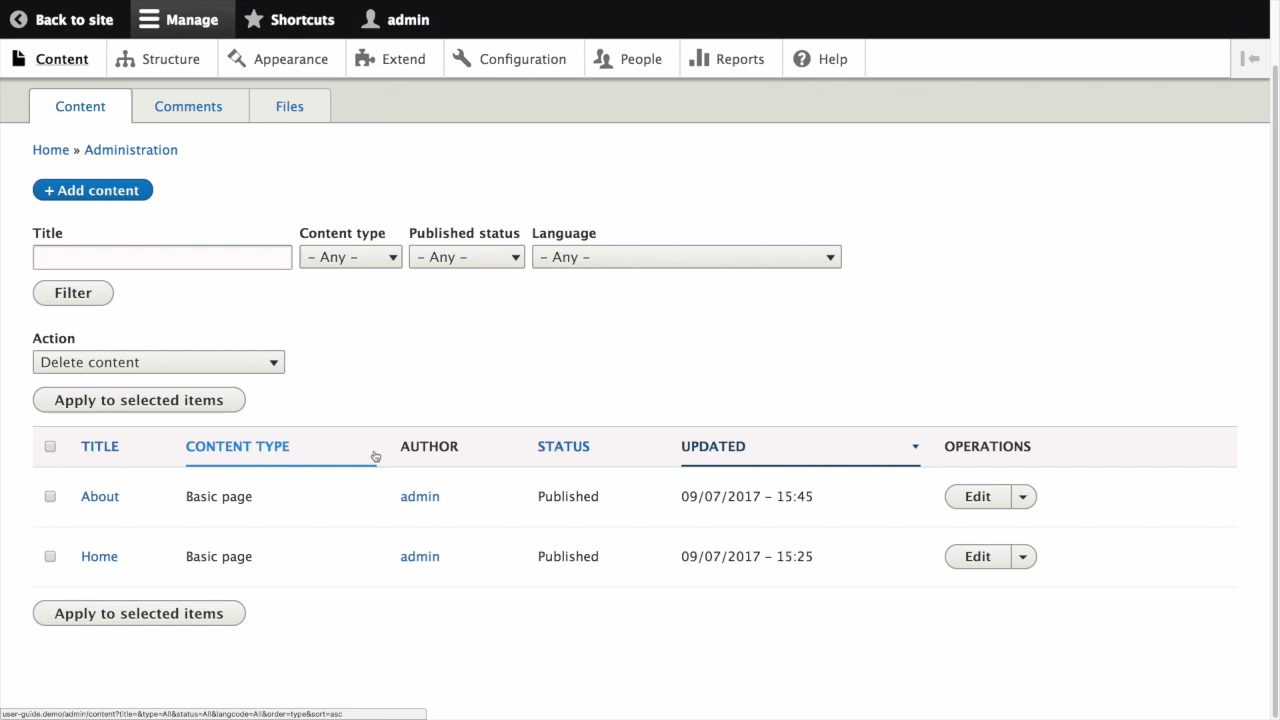 Back to site Manage Shortcuts admin
Content Structure Appearance Extend Configuration People Reports Help
Content Comments Files
Home » Administration
+ Add content
Title Content type Published status Language
– Any – – Any – – Any –
Filter
Action
Delete content
Apply to selected items
TITLE CONTENT TYPE AUTHOR STATUS UPDATED OPERATIONS
About Basic page admin Published 09/07/2017 – 15:45 Edit
Home Basic page admin Published 09/07/2017 – 15:25 Edit
Apply to selected items
user-guide.demo/admin/content?title=&type=All&status=All&langcode=All&order=type&sort=asc